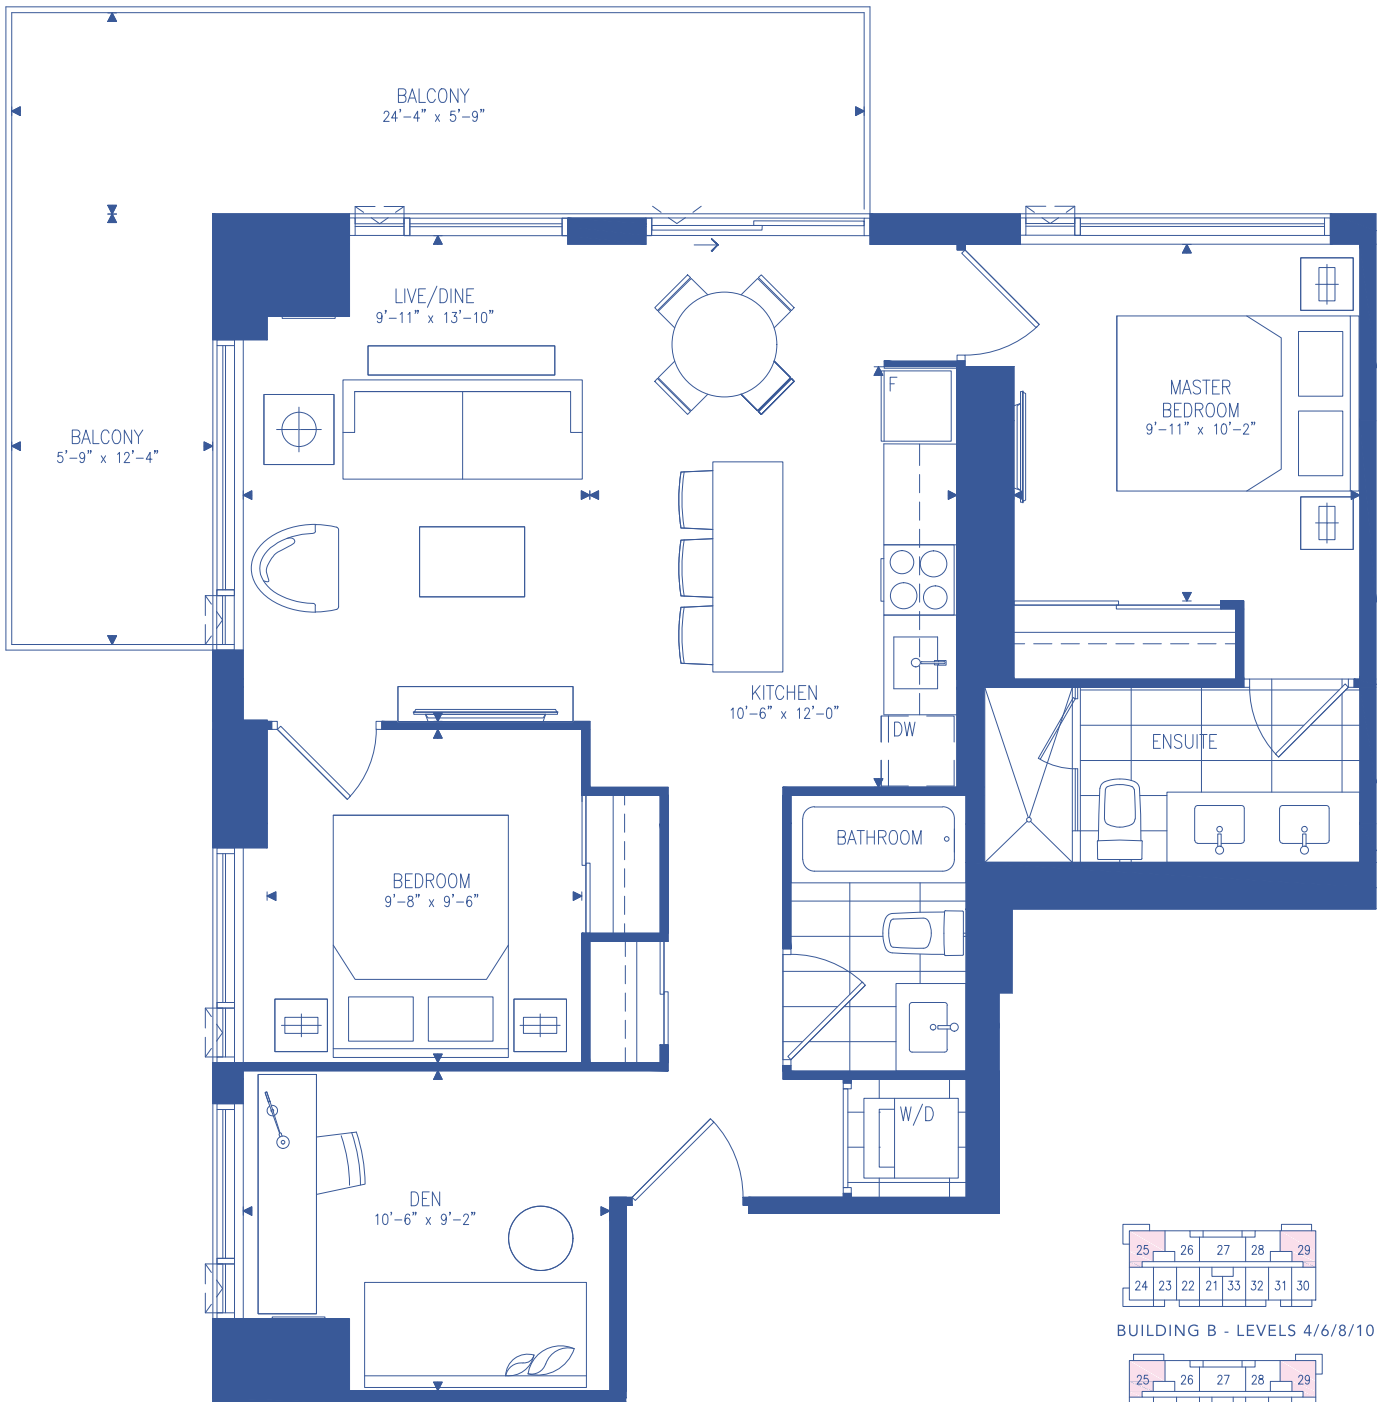 BALCONY
24'-4" x 5'-9"
LIVE/DINE
9'-11" x 13'-10"
F
MASTER
BEDROOM
9'-11" x 10'-2"
BALCONY
5'-9" x 12'-4"
KITCHEN
10'-6" x 12'-0"
DW
ENSUITE
BATHROOM
BEDROOM
9'-8" x 9'-6"
W/D
DEN
10'-6" x 9'-2"
25 26 27 28 29
24 23 22 21 33 32 31 30
BUILDING B - LEVELS 4/6/8/10
25 26 27 28 29